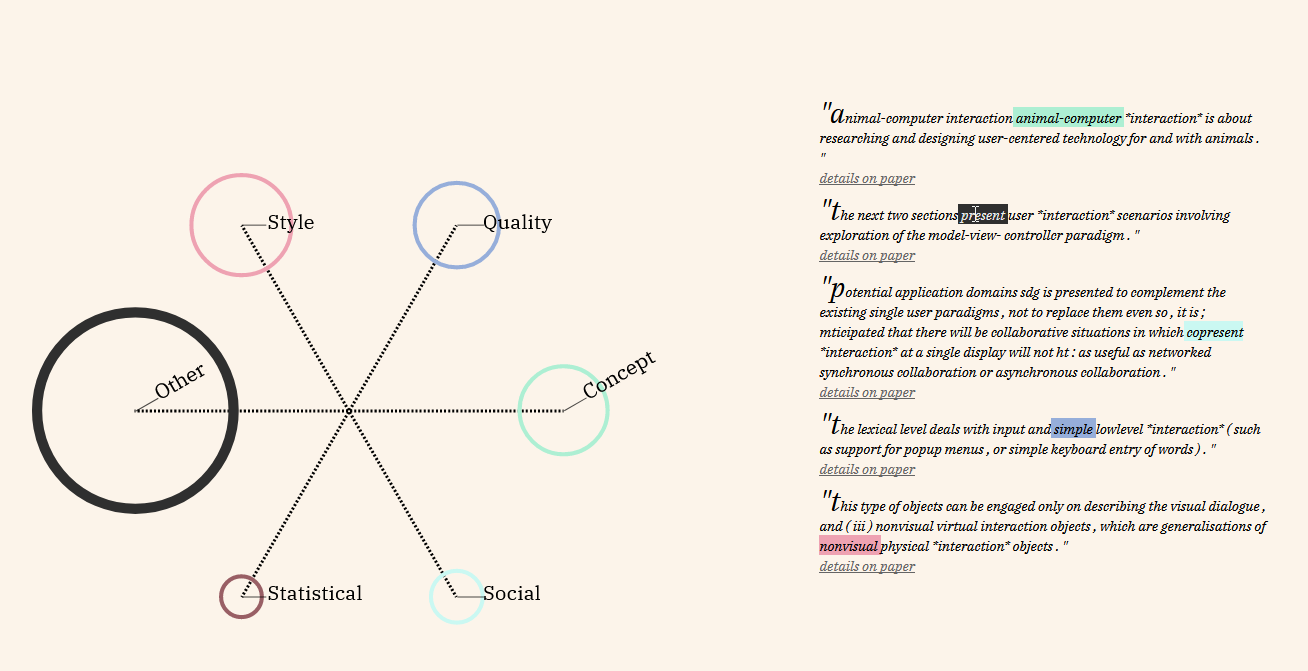 Style
Quality
Other
Concept
Statistical
Social
"animal-computer interaction animal-computer *interaction* is about
researching and designing user-centered technology for and with animals .
"
details on paper
"the next two sections present user *interaction* scenarios involving
exploration of the model-view- controllcr paradigm . "
details on paper
"potential application domains sdg is presented to complement the
existing single user paradigms , not to replace them even so , it is ;
mticipated that there will be collaborative situations in which copresent
*interaction* at a single display will not ht : as useful as networked
synchronous collaboration or asynchronous collaboration . "
details on paper
"the lexical level deals with input and simple lowlevel *interaction* ( such
as support for popup menus , or simple keyboard entry of words ) . "
details on paper
"this type of objects can be engaged only on describing the visual dialogue ,
and ( iii ) nonvisual virtual interaction objects , which are generalisations of
nonvisual physical *interaction* objects . "
details on paper